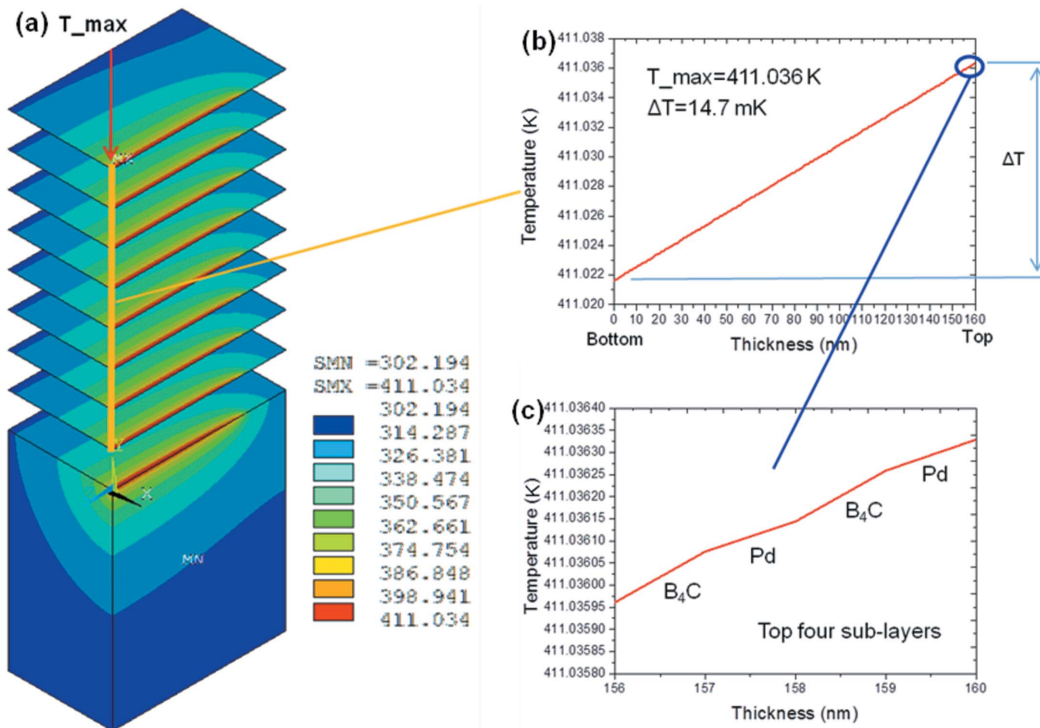 (a) T_max
MX
Y
X
MN
SMN =302.194
SMX =411.034
302.194
314.287
326.381
338.474
350.567
362.661
374.754
386.848
398.941
411.034
(b)
411.038
411.036
411.034
411.032
411.030
411.028
411.026
411.024
411.022
411.020
Temperature (K)
T_max=411.036 K
ΔT=14.7 mK
ΔT
0 10 20 30 40 50 60 70 80 90 100 110 120 130 140 150 160
Bottom Thickness (nm) Top
(c)
411.03640
411.03635
411.03630
411.03625
411.03620
411.03615
411.03610
411.03605
411.03600
411.03595
411.03590
411.03585
411.03580
Temperature (K)
Pd
B₄C
Pd
B₄C
Top four sub-layers
156 157 158 159 160
Thickness (nm)